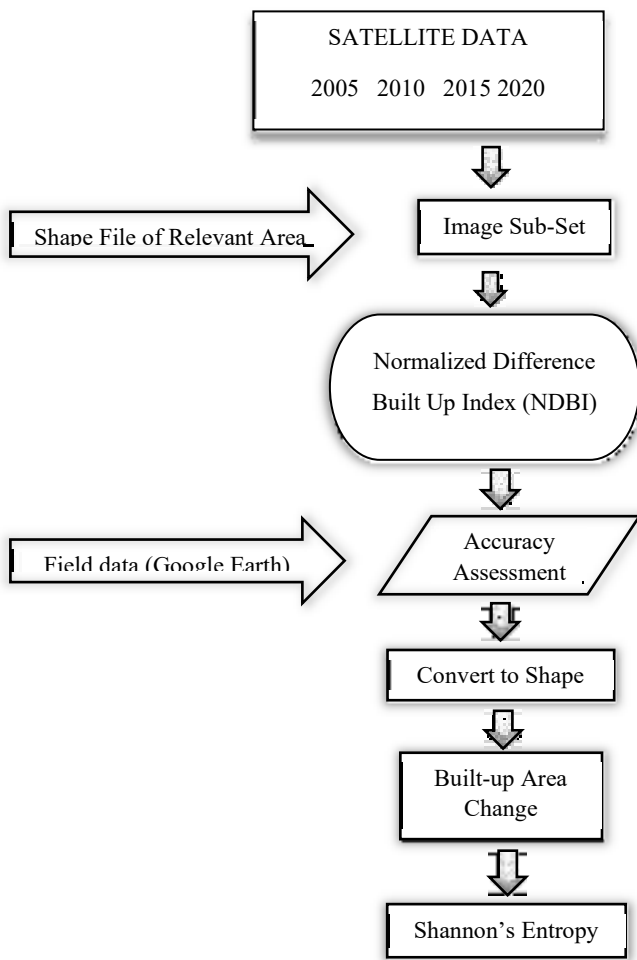 SATELLITE DATA
2005 2010 2015 2020
Shape File of Relevant Area
Image Sub-Set
Normalized Difference
Built Up Index (NDBI)
Field data (Google Earth)
Accuracy
Assessment
Convert to Shape
Built-up Area
Change
Shannon’s Entropy